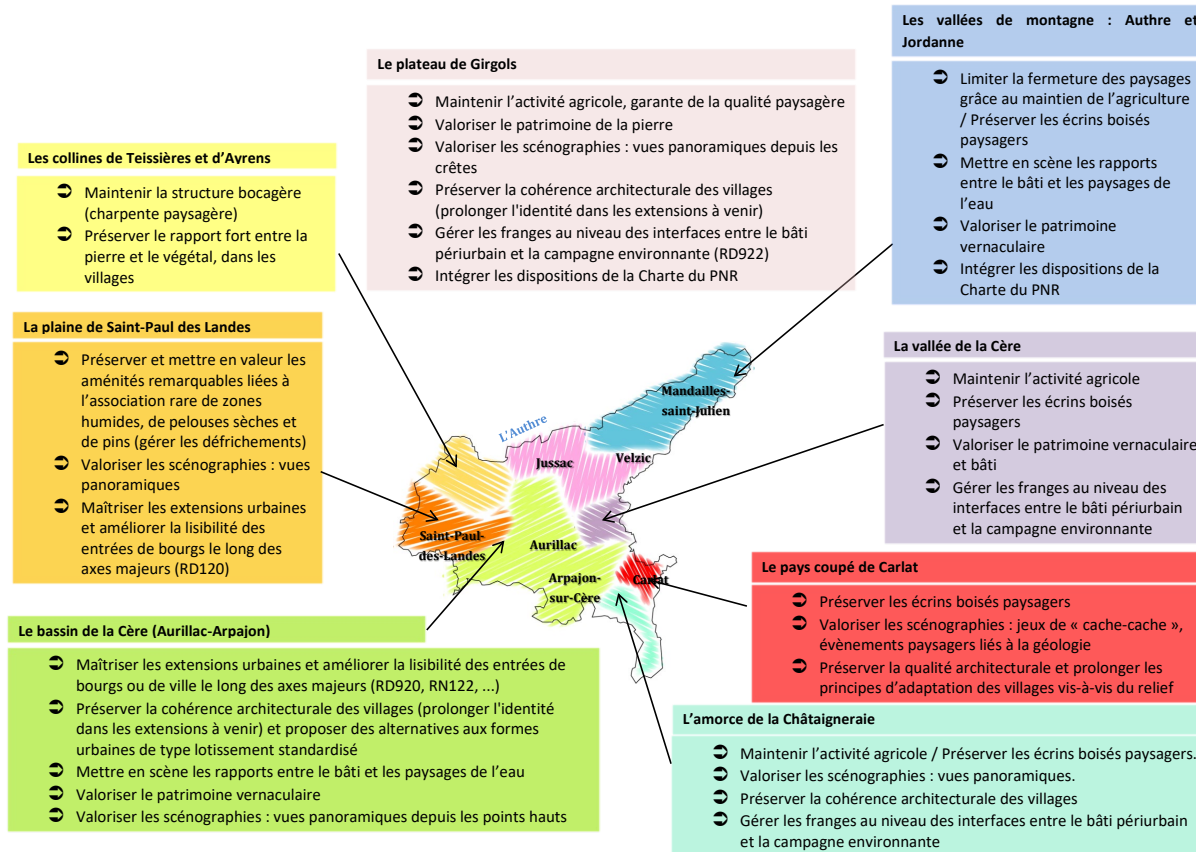 Les vallées de montagne : Authre et
Jordanne
➲ Limiter la fermeture des paysages
grâce au maintien de l'agriculture
/ Préserver les écrins boisés
paysagers
➲ Mettre en scène les rapports
entre le bâti et les paysages de
l'eau
➲ Valoriser le patrimoine
vernaculaire
➲ Intégrer les dispositions de la
Charte du PNR
Le plateau de Girgols
➲ Maintenir l'activité agricole, garante de la qualité paysagère
➲ Valoriser le patrimoine de la pierre
➲ Valoriser les scénographies : vues panoramiques depuis les
crêtes
➲ Préserver la cohérence architecturale des villages
(prolonger l'identité dans les extensions à venir)
➲ Gérer les franges au niveau des interfaces entre le bâti
périurbain et la campagne environnante (RD922)
➲ Intégrer les dispositions de la Charte du PNR
Les collines de Teissières et d'Ayrens
➲ Maintenir la structure bocagère
(charpente paysagère)
➲ Préserver le rapport fort entre la
pierre et le végétal, dans les
villages
La plaine de Saint-Paul des Landes
➲ Préserver et mettre en valeur les
aménités remarquables liées à
l'association rare de zones
humides, de pelouses sèches et
de pins (gérer les défrichements)
➲ Valoriser les scénographies : vues
panoramiques
➲ Maîtriser les extensions urbaines
et améliorer la lisibilité des
entrées de bourgs le long des
axes majeurs (RD120)
L'Authre
Mandailles-
saint-Julien
Jussac
Velzic
Saint-Paul-
des-Landes
Aurillac
Arpajon-
sur-Cère
Carlat
La vallée de la Cère
➲ Maintenir l'activité agricole
➲ Préserver les écrins boisés
paysagers
➲ Valoriser le patrimoine vernaculaire
et bâti
➲ Gérer les franges au niveau des
interfaces entre le bâti périurbain
et la campagne environnante
Le pays coupé de Carlat
➲ Préserver les écrins boisés paysagers
➲ Valoriser les scénographies : jeux de « cache-cache »,
évènements paysagers liés à la géologie
➲ Préserver la qualité architecturale et prolonger les
principes d'adaptation des villages vis-à-vis du relief
Le bassin de la Cère (Aurillac-Arpajon)
➲ Maîtriser les extensions urbaines et améliorer la lisibilité des entrées de
bourgs ou de ville le long des axes majeurs (RD920, RN122, ...)
➲ Préserver la cohérence architecturale des villages (prolonger l'identité
dans les extensions à venir) et proposer des alternatives aux formes
urbaines de type lotissement standardisé
➲ Mettre en scène les rapports entre le bâti et les paysages de l'eau
➲ Valoriser le patrimoine vernaculaire
➲ Valoriser les scénographies : vues panoramiques depuis les points hauts
L'amorce de la Châtaigneraie
➲ Maintenir l'activité agricole / Préserver les écrins boisés paysagers.
➲ Valoriser les scénographies : vues panoramiques.
➲ Préserver la cohérence architecturale des villages
➲ Gérer les franges au niveau des interfaces entre le bâti périurbain
et la campagne environnante